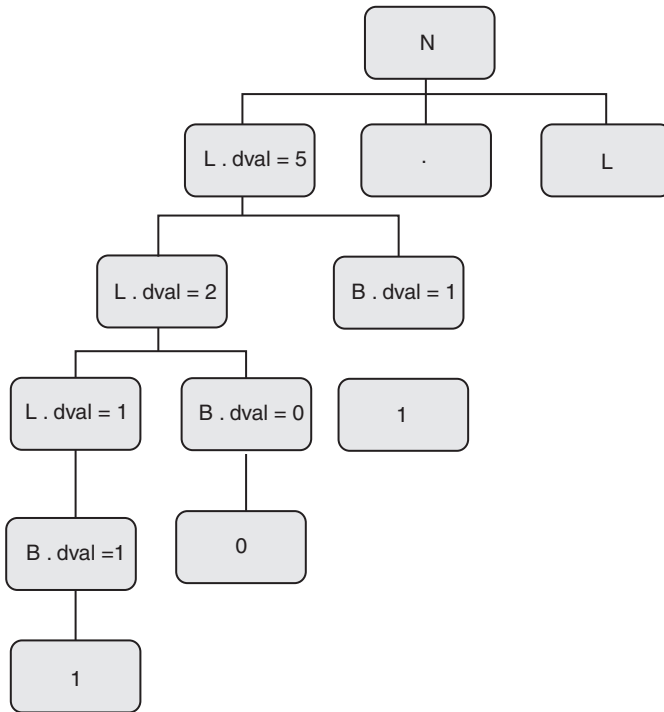 N
L . dval = 5
.
L
L . dval = 2
B . dval = 1
L . dval = 1
B . dval = 0
1
B . dval =1
0
1